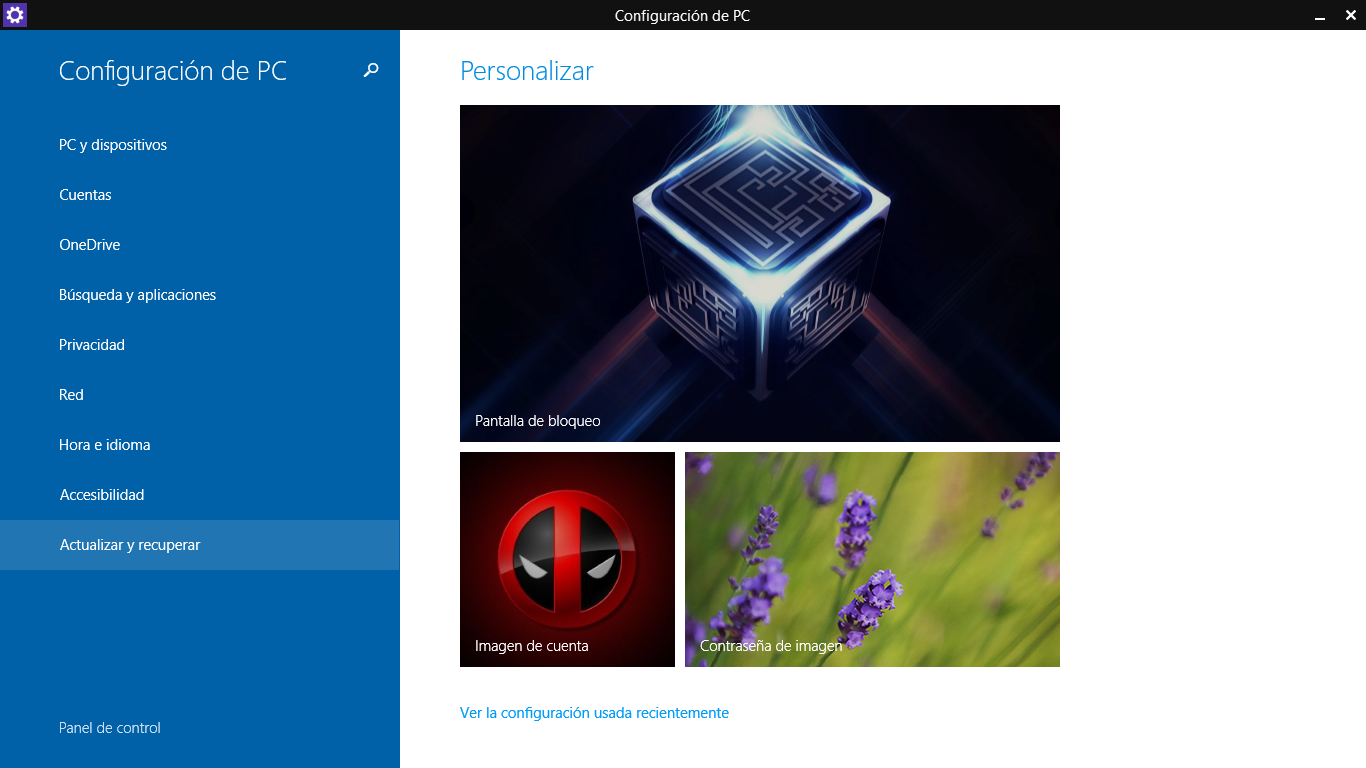 Configuración de PC
Configuración de PC
PC y dispositivos
Cuentas
OneDrive
Búsqueda y aplicaciones
Privacidad
Red
Hora e idioma
Accesibilidad
Actualizar y recuperar
Panel de control
Personalizar
Pantalla de bloqueo
Imagen de cuenta
Contraseña de imagen
Ver la configuración usada recientemente